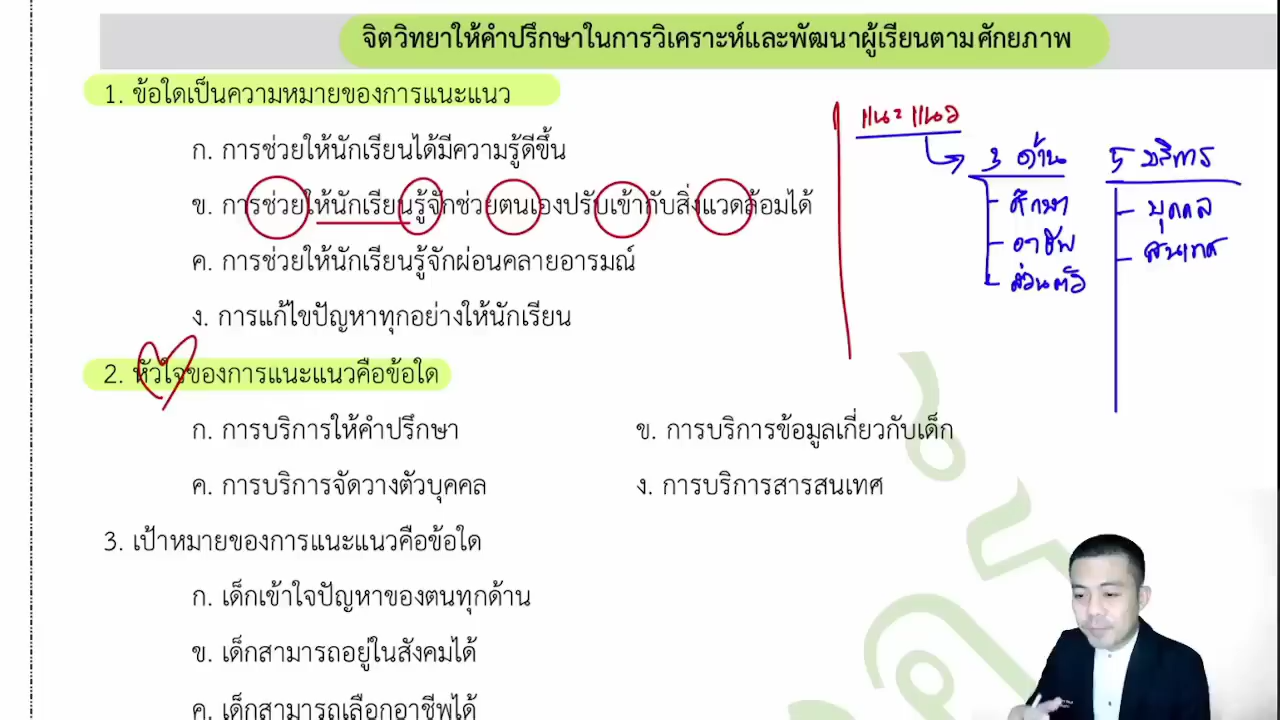 จิตวิทยาให้คำปรึกษาในการวิเคราะห์และพัฒนาผู้เรียนตามศักยภาพ
1. ข้อใดเป็นความหมายของการแนะแนว
ก. การช่วยให้นักเรียนได้มีความรู้ดีขึ้น
ข. การช่วยให้นักเรียนรู้จักช่วยตนเองปรับเข้ากับสิ่งแวดล้อมได้
ค. การช่วยให้นักเรียนรู้จักผ่อนคลายอารมณ์
ง. การแก้ไขปัญหาทุกอย่างให้นักเรียน
2. หัวใจของการแนะแนวคือข้อใด
ก. การบริการให้คำปรึกษา
ข. การบริการข้อมูลเกี่ยวกับเด็ก
ค. การบริการจัดวางตัวบุคคล
ง. การบริการสารสนเทศ
3. เป้าหมายของการแนะแนวคือข้อใด
ก. เด็กเข้าใจปัญหาของตนทุกด้าน
ข. เด็กสามารถอยู่ในสังคมได้
ค. เด็กสามารถเลือกอาชีพได้
แนะแนว
3 ด้าน
ศึกษา
อาชีพ
ส่วนตัว
5 บริการ
บุคคล
สนเทศ